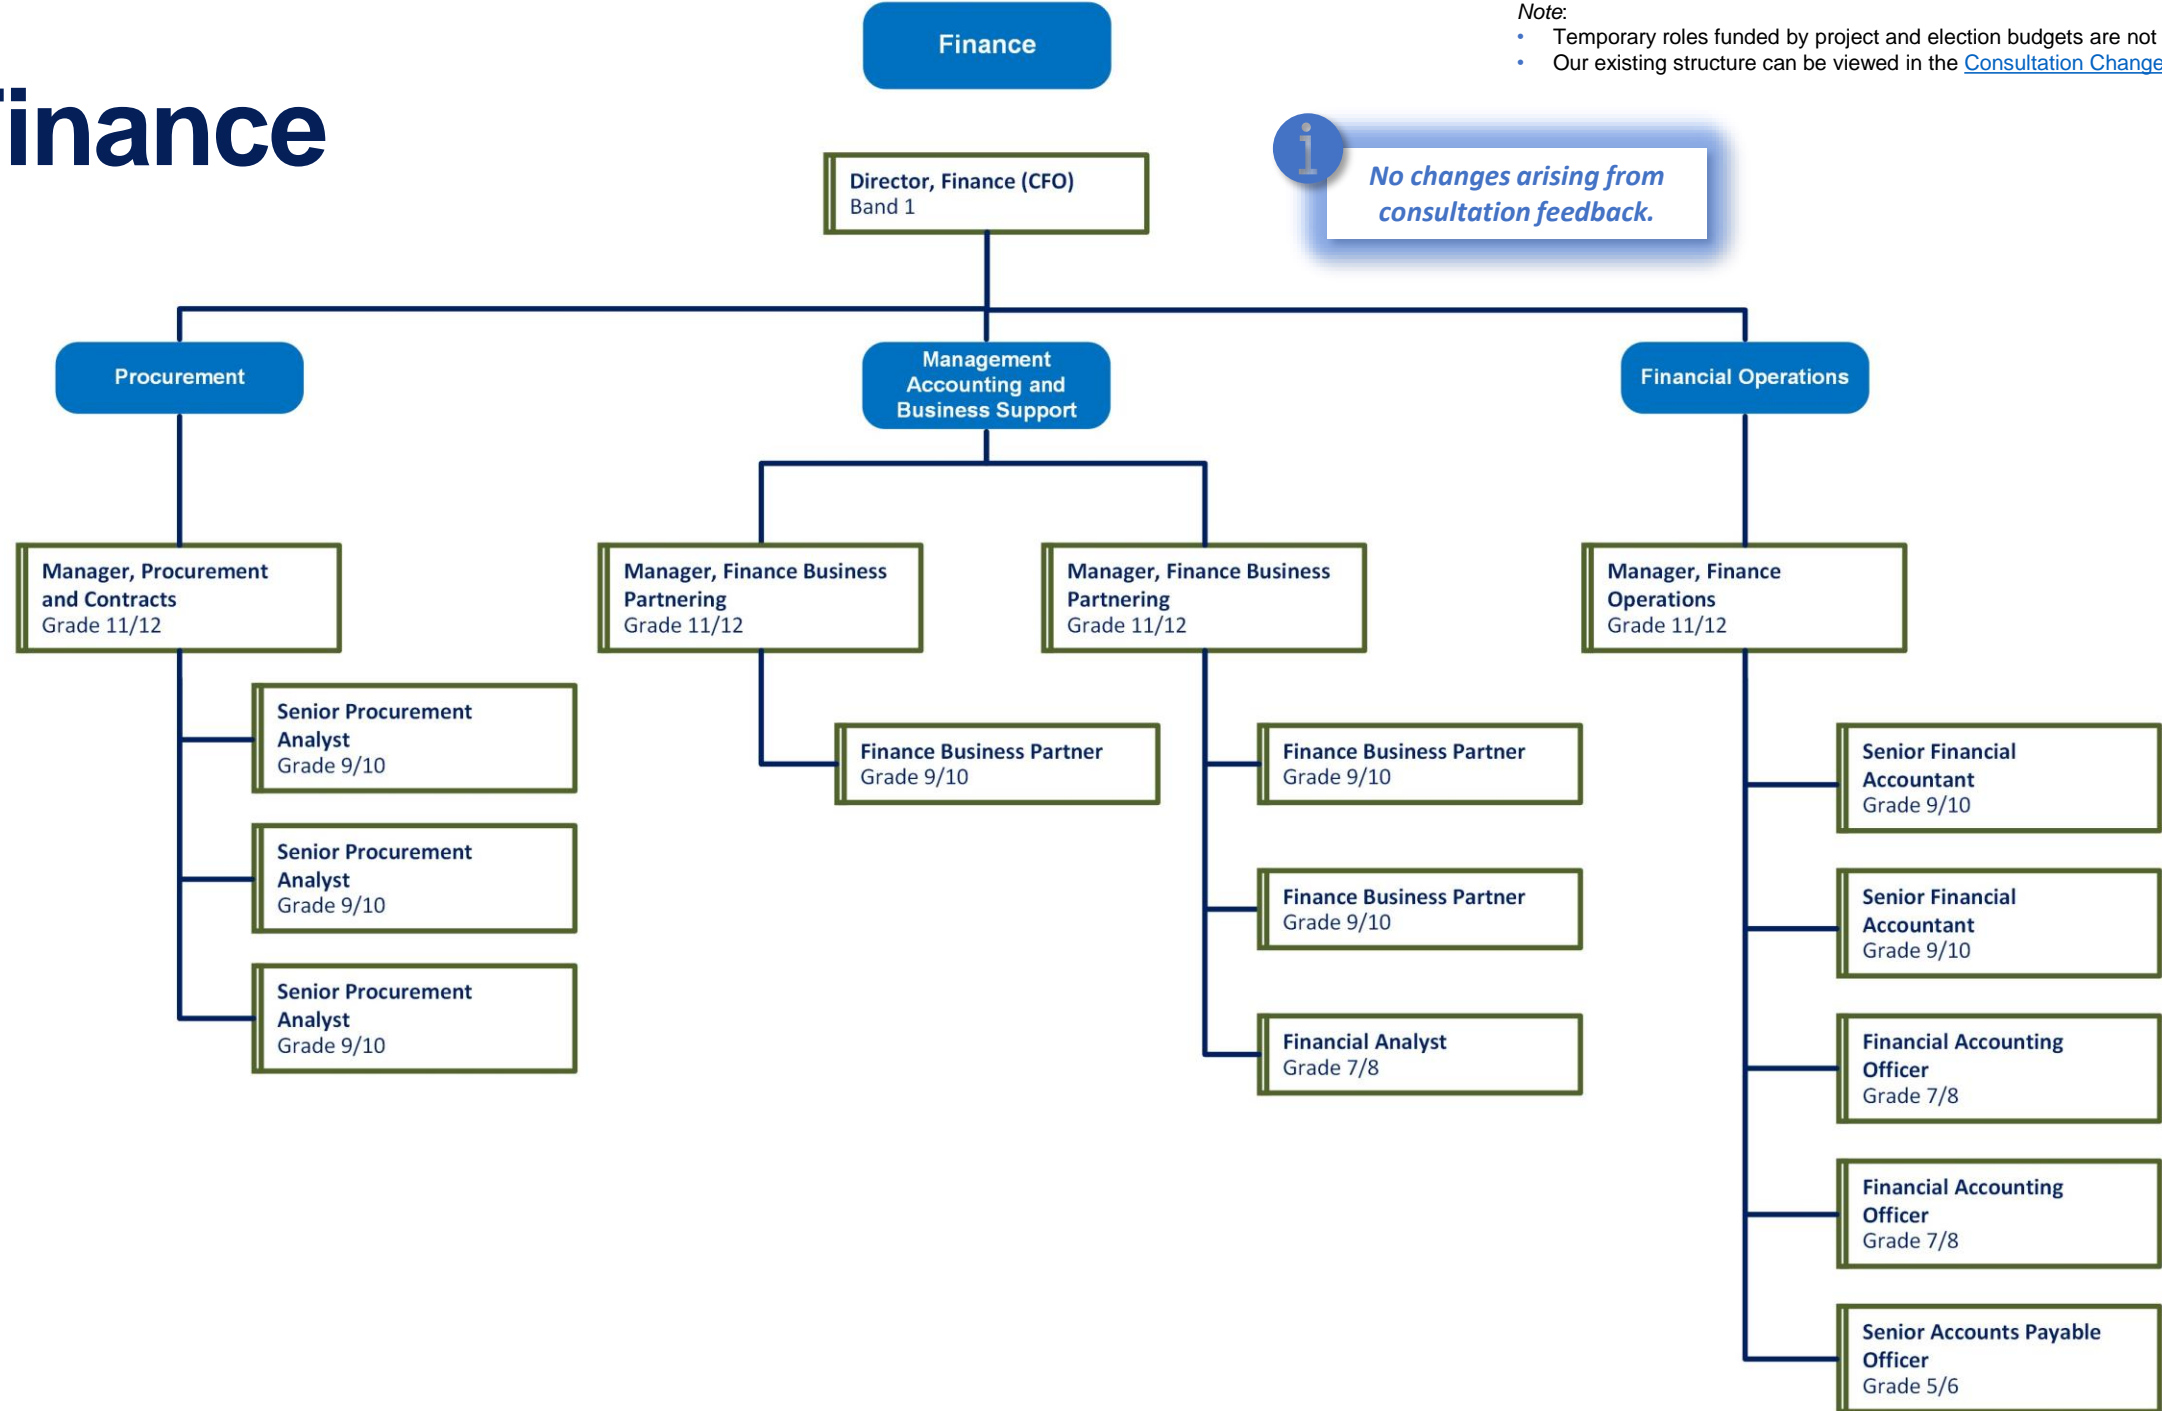 Finance
Note:
• Temporary roles funded by project and election budgets are not
• Our existing structure can be viewed in the Consultation Change
inance
i
No changes arising from
consultation feedback.
Director, Finance (CFO)
Band 1
Procurement
Management
Accounting and
Business Support
Financial Operations
Manager, Procurement
and Contracts
Grade 11/12
Senior Procurement
Analyst
Grade 9/10
Senior Procurement
Analyst
Grade 9/10
Senior Procurement
Analyst
Grade 9/10
Manager, Finance Business
Partnering
Grade 11/12
Finance Business Partner
Grade 9/10
Manager, Finance Business
Partnering
Grade 11/12
Finance Business Partner
Grade 9/10
Finance Business Partner
Grade 9/10
Financial Analyst
Grade 7/8
Manager, Finance
Operations
Grade 11/12
Senior Financial
Accountant
Grade 9/10
Senior Financial
Accountant
Grade 9/10
Financial Accounting
Officer
Grade 7/8
Financial Accounting
Officer
Grade 7/8
Senior Accounts Payable
Officer
Grade 5/6